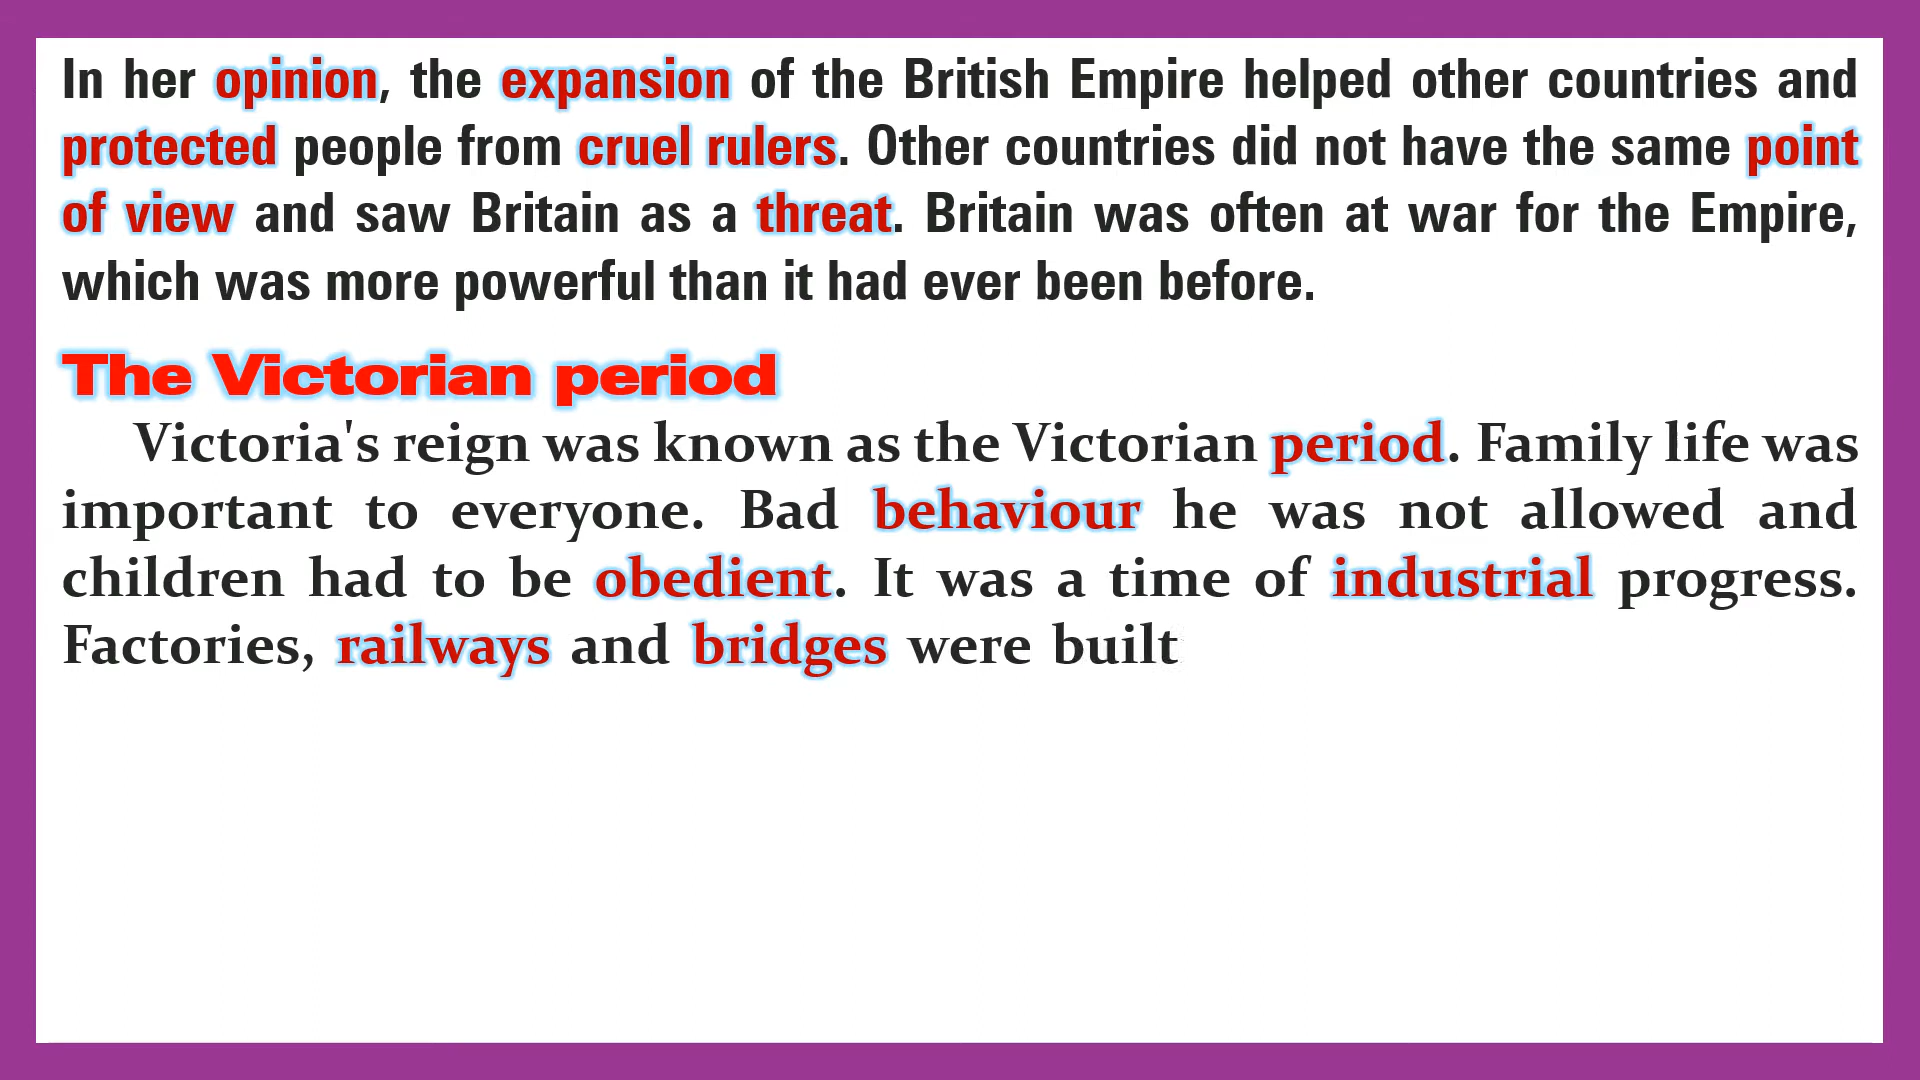 In her opinion, the expansion of the British Empire helped other countries and
protected people from cruel rulers. Other countries did not have the same point
of view and saw Britain as a threat. Britain was often at war for the Empire,
which was more powerful than it had ever been before.
The Victorian period
Victoria's reign was known as the Victorian period. Family life was
important to everyone. Bad behaviour he was not allowed and
children had to be obedient. It was a time of industrial progress.
Factories, railways and bridges were built